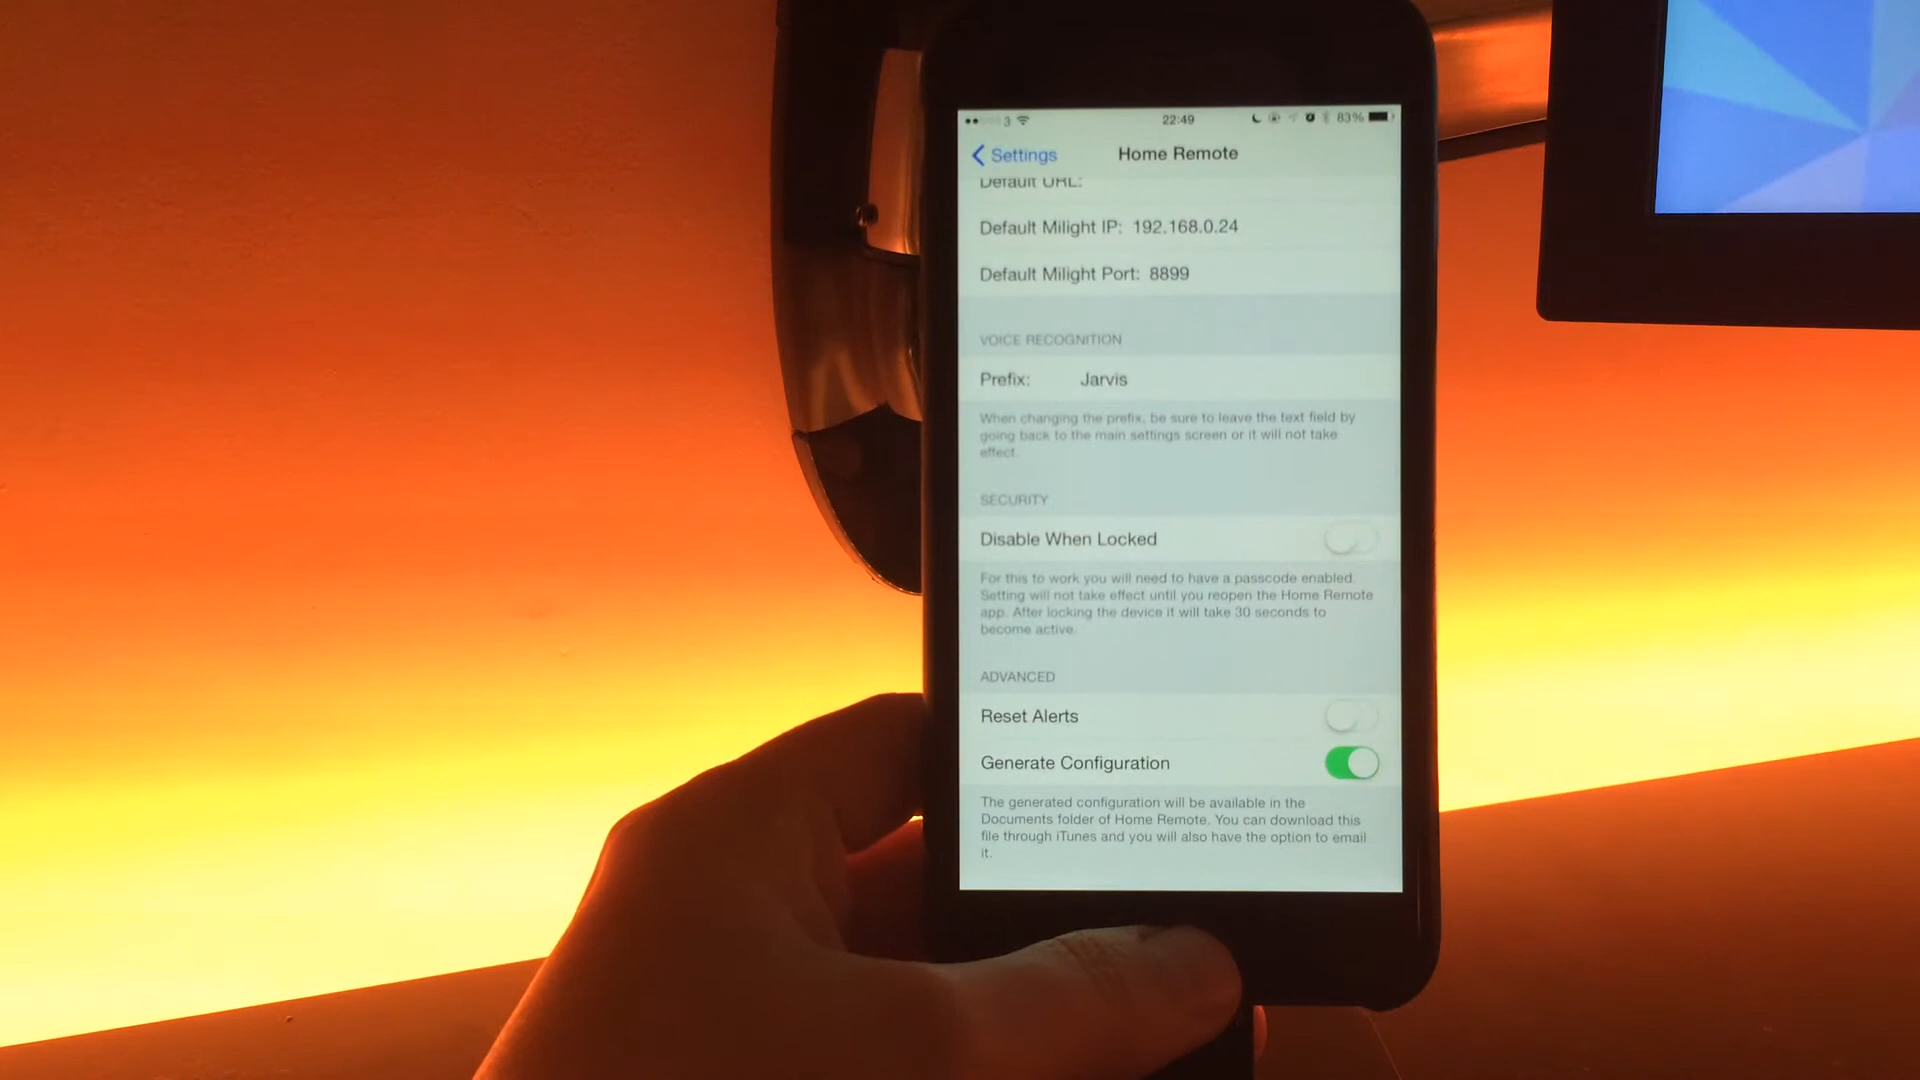 3 22:49 83%
Settings Home Remote
Default URL:
Default Milight IP: 192.168.0.24
Default Milight Port: 8899
VOICE RECOGNITION
Prefix: Jarvis
When changing the prefix, be sure to leave the text field by
going back to the main settings screen or it will not take
effect.
SECURITY
Disable When Locked
For this to work you will need to have a passcode enabled.
Setting will not take effect until you reopen the Home Remote
app. After locking the device it will take 30 seconds to
become active.
ADVANCED
Reset Alerts
Generate Configuration
The generated configuration will be available in the
Documents folder of Home Remote. You can download this
file through iTunes and you will also have the option to email
it.